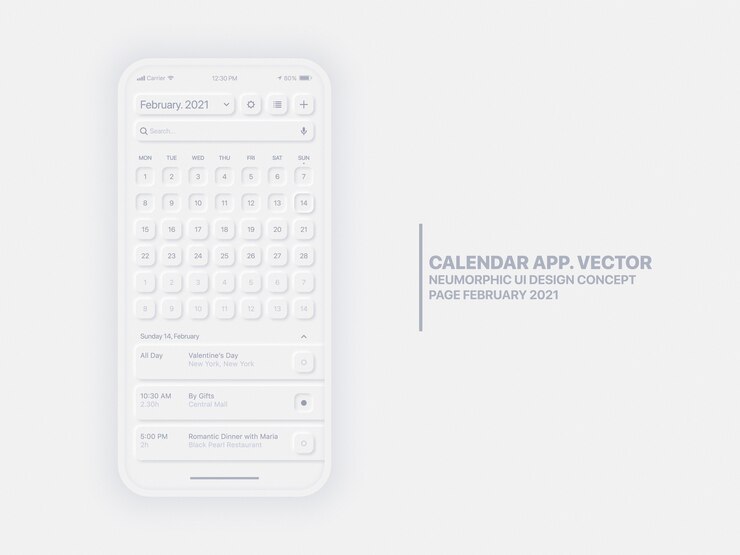 Carrier 12:30 PM 80%
February. 2021
Search...
MON TUE WED THU FRI SAT SUN
1 2 3 4 5 6 7
8 9 10 11 12 13 14
15 16 17 18 19 20 21
22 23 24 25 26 27 28
1 2 3 4 5 6 7
8 9 10 11 12 13 14
Sunday 14, February
All Day Valentine's Day
New York, New York
10:30 AM By Gifts
2.30h Central Mall
5:00 PM Romantic Dinner with Maria
2h Black Pearl Restaurant
CALENDAR APP. VECTOR
NEUMORPHIC UI DESIGN CONCEPT
PAGE FEBRUARY 2021